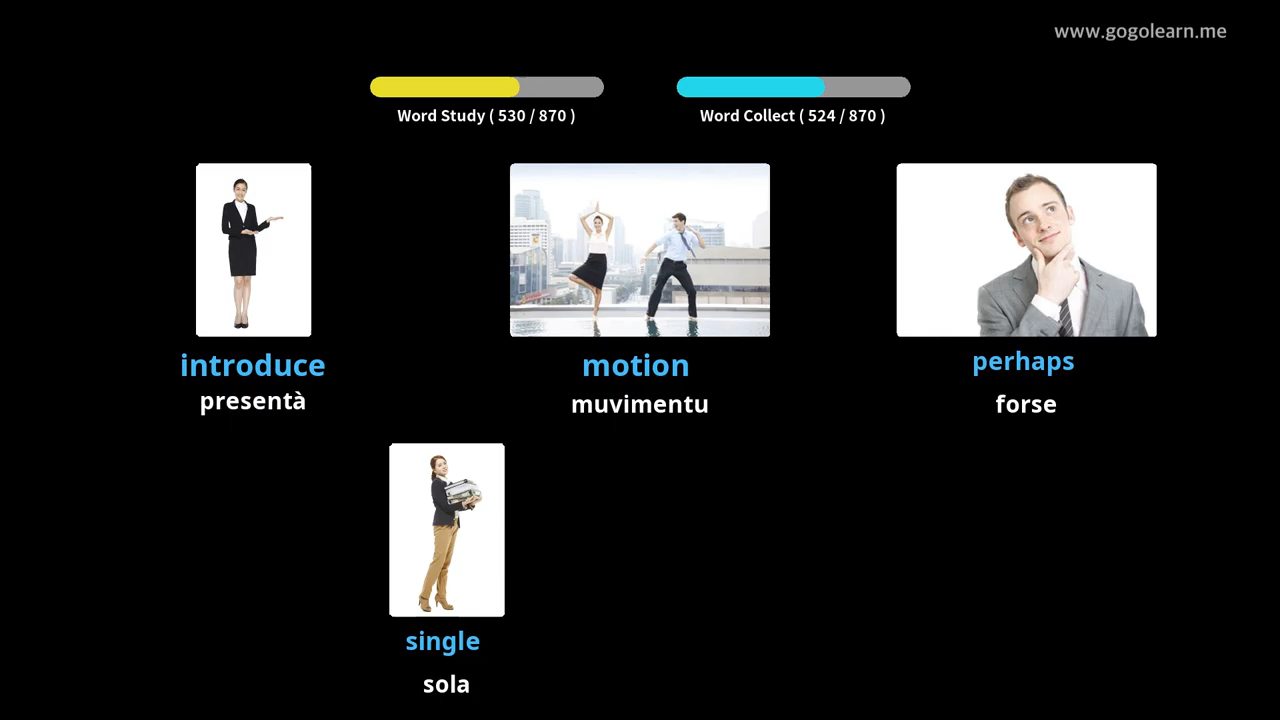 www.gogolearn.me
Word Study ( 530 / 870 )
Word Collect ( 524 / 870 )
introduce
presentà
motion
muvimentu
perhaps
forse
single
sola